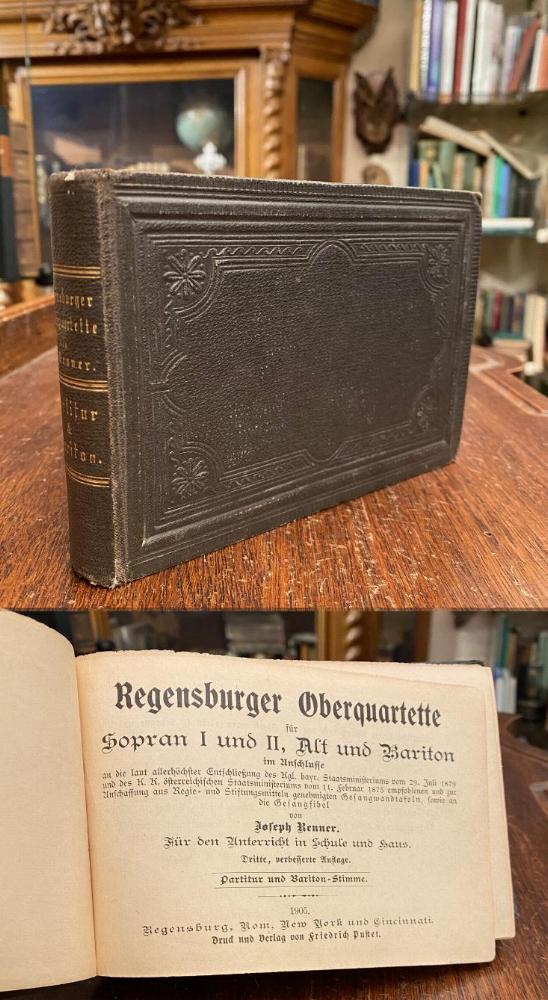 Renner.
Regensburger Oberquartette
für
Sopran I und II, Alt und Bariton
im Anschlusse
an die laut allerhöchster Entschließung des Kgl. bayr. Staatsministeriums vom 29. Juli 1879
und des K. K. österreichischen Staatsministeriums vom 11. Februar 1875 empfohlenen und zur
Anschaffung aus Regie- und Stiftungsmitteln genehmigten Gesangwandtafeln, sowie an
die Gesangfibel
von
Joseph Renner.
Für den Unterricht in Schule und Haus.
Dritte, verbesserte Auflage.
Partitur und Bariton-Stimme.
1905.
Regensburg, Rom, New York und Cincinnati.
Druck und Verlag von Friedrich Pustet.